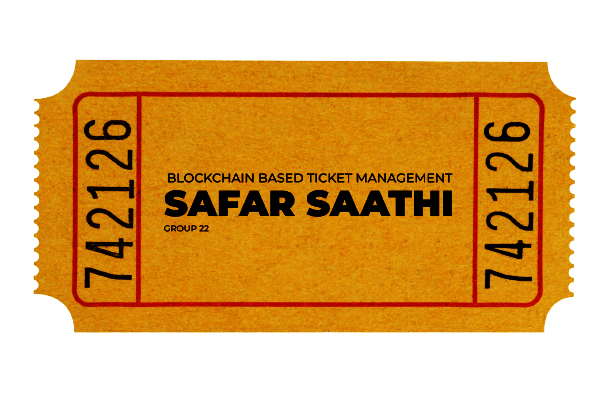 742126
BLOCKCHAIN BASED TICKET MANAGEMENT
SAFAR SAATHI
GROUP 22
742126